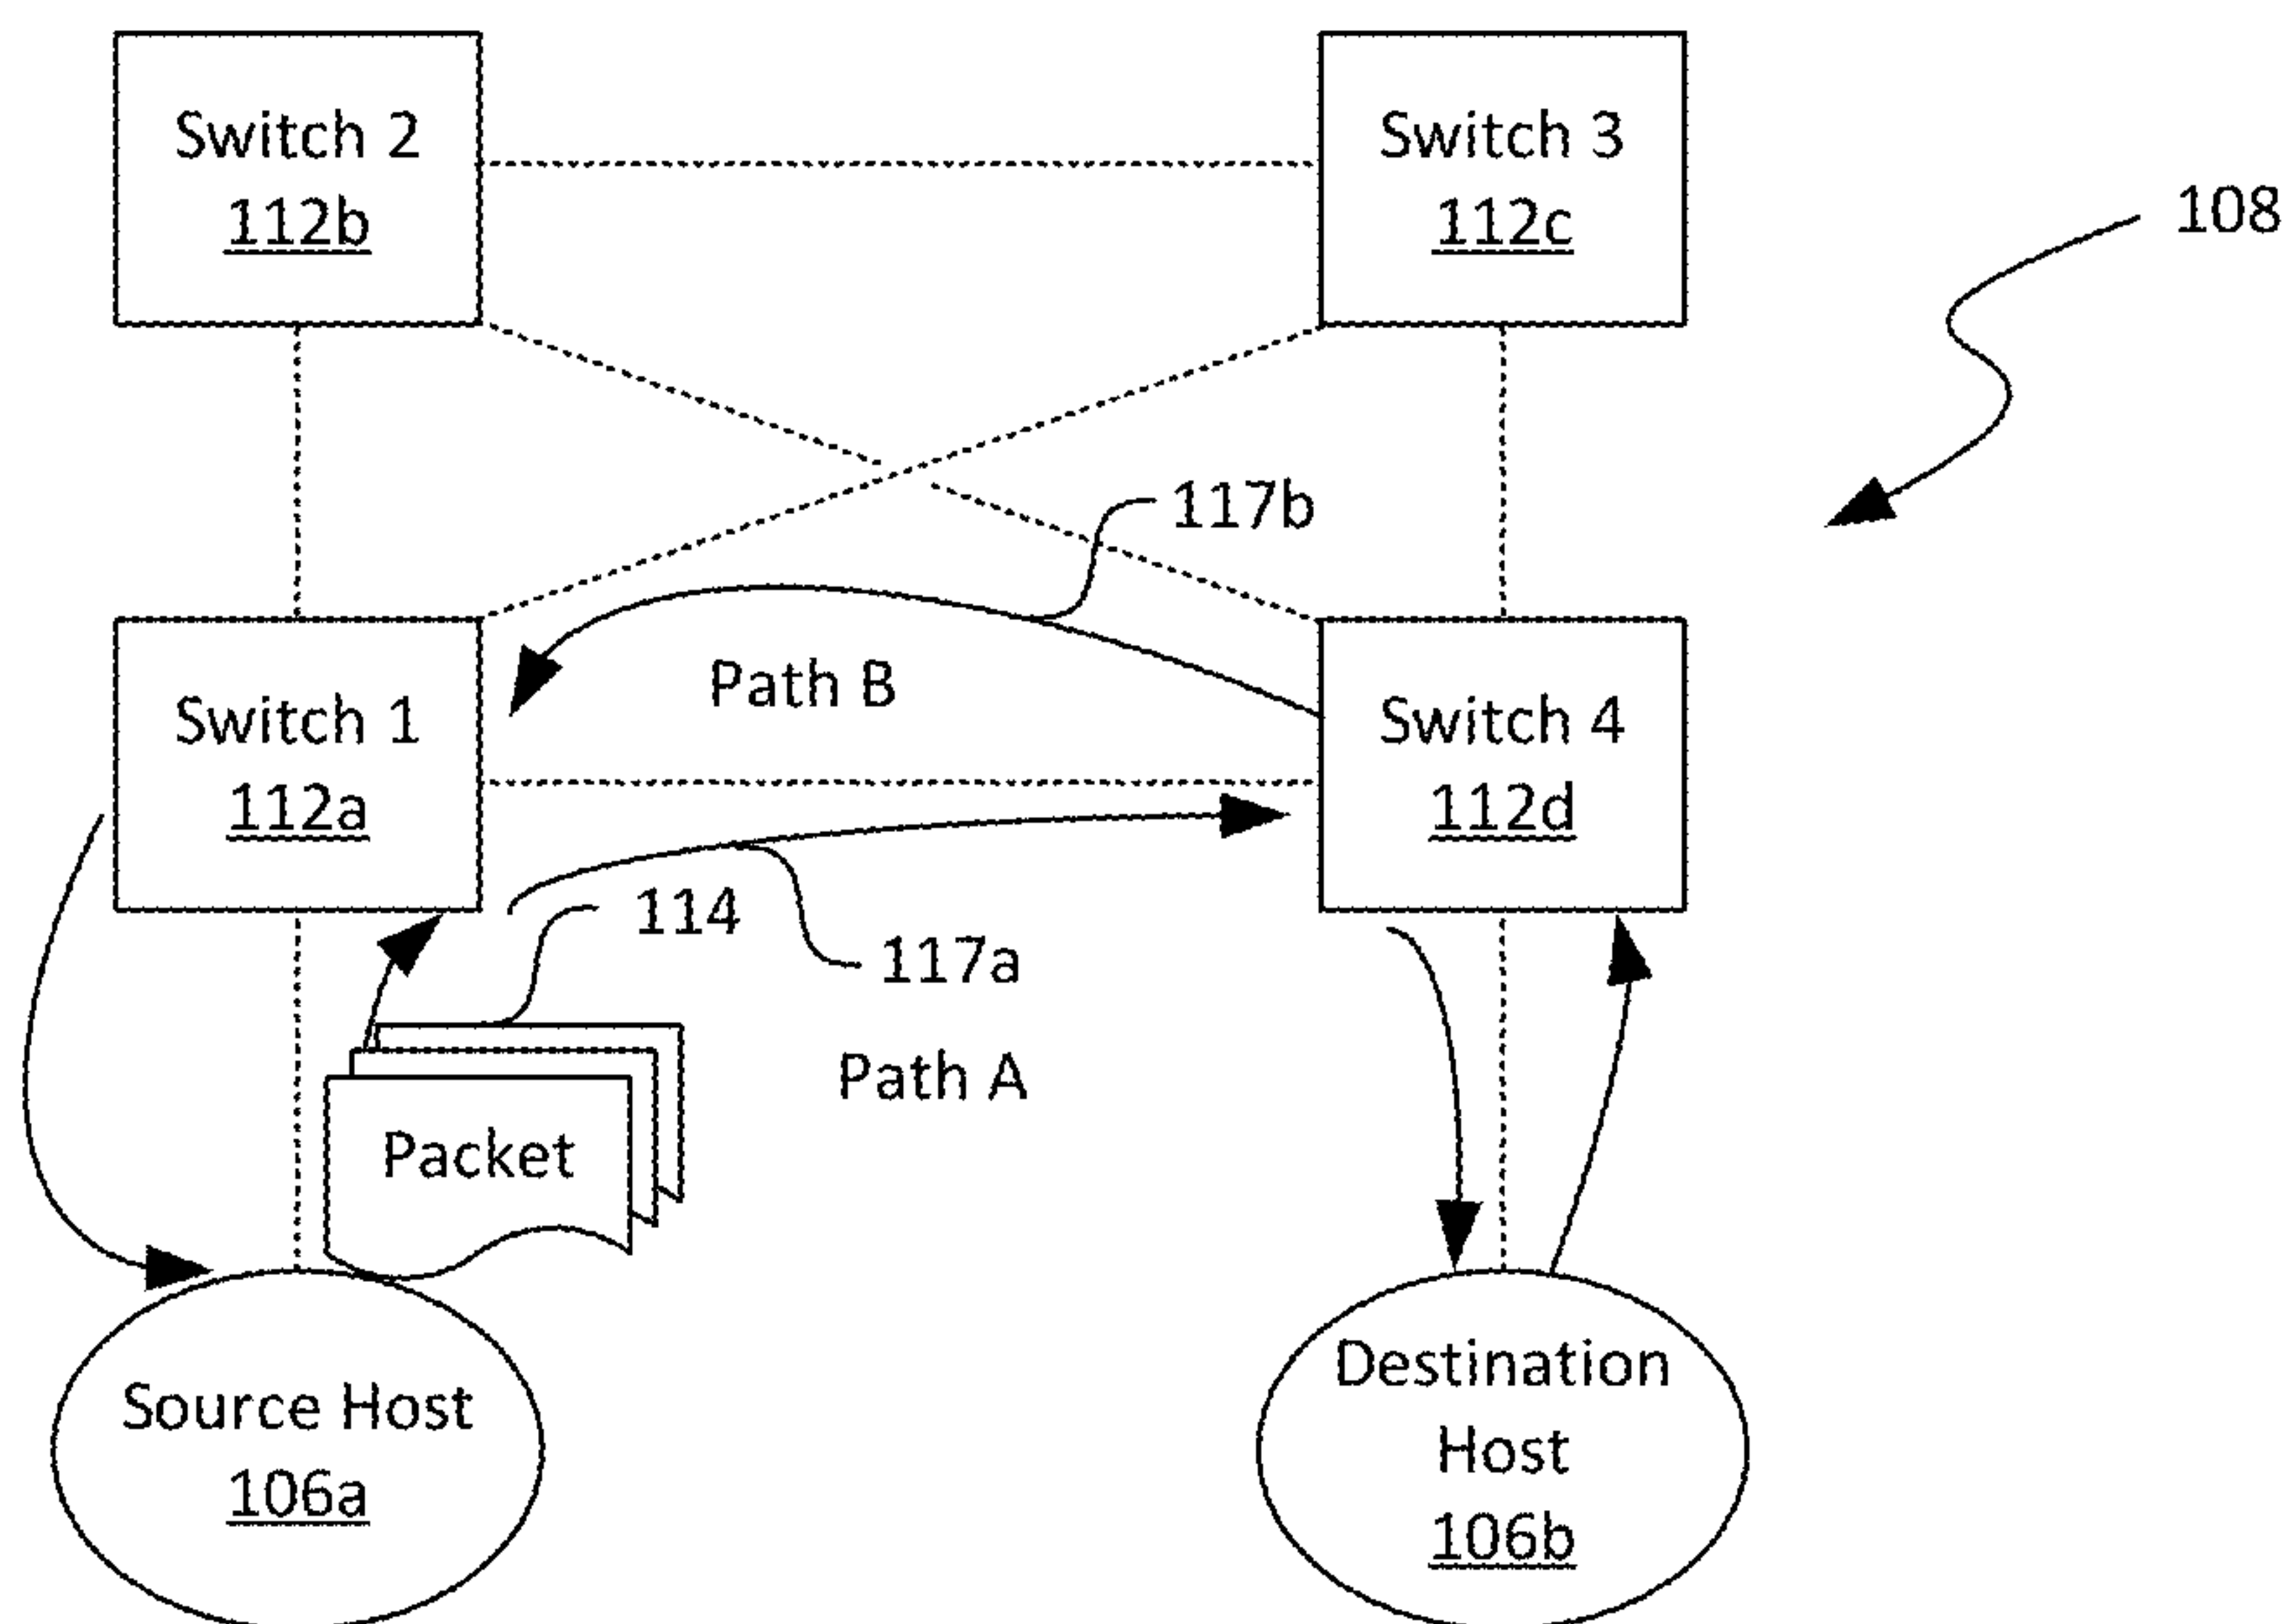 Switch 2
112b
Switch 3
112c
108
117b
Path B
Switch 1
112a
Switch 4
112d
114
117a
Path A
Packet
Source Host
106a
Destination
Host
106b